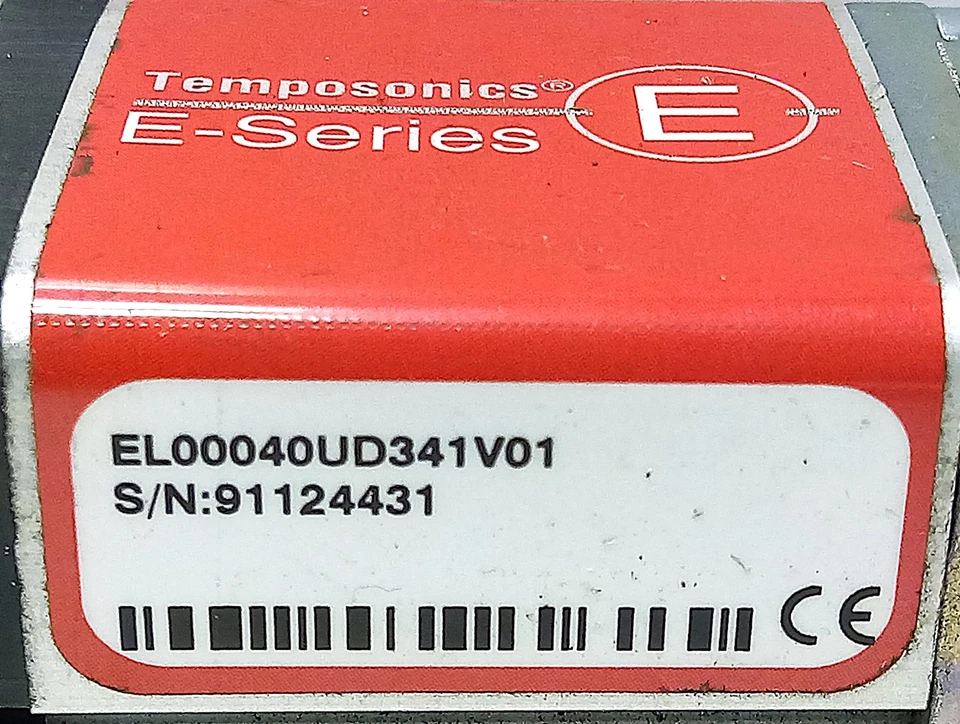 Temposonics®
E-Series
E
EL00040UD341V01
S/N:91124431
CE